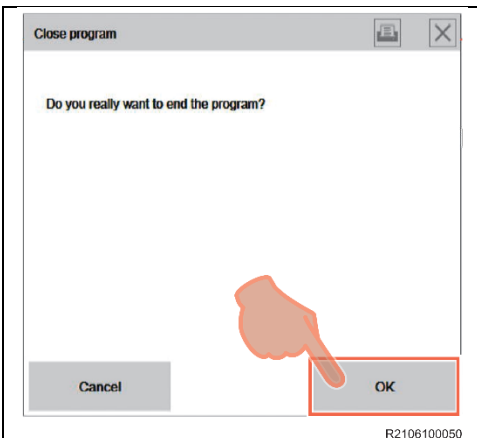 Close program
Do you really want to end the program?
Cancel
OK
R2106100050